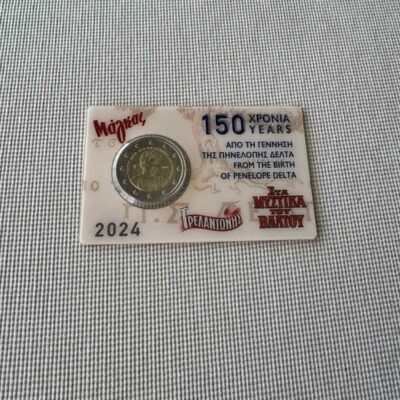 Μάγκας
150 ΧΡΟΝΙΑ
YEARS
ΑΠΟ ΤΗ ΓΕΝΝΗΣΗ
ΤΗΣ ΠΗΝΕΛΟΠΗΣ ΔΕΛΤΑ
FROM THE BIRTH
OF PENELOPE DELTA
ΤΡΕΛΑΝΤΩΝΗΣ
ΣΤΑ
ΜΥΣΤΙΚΑ
ΤΟΥ
ΒΑΛΤΟΥ
2024